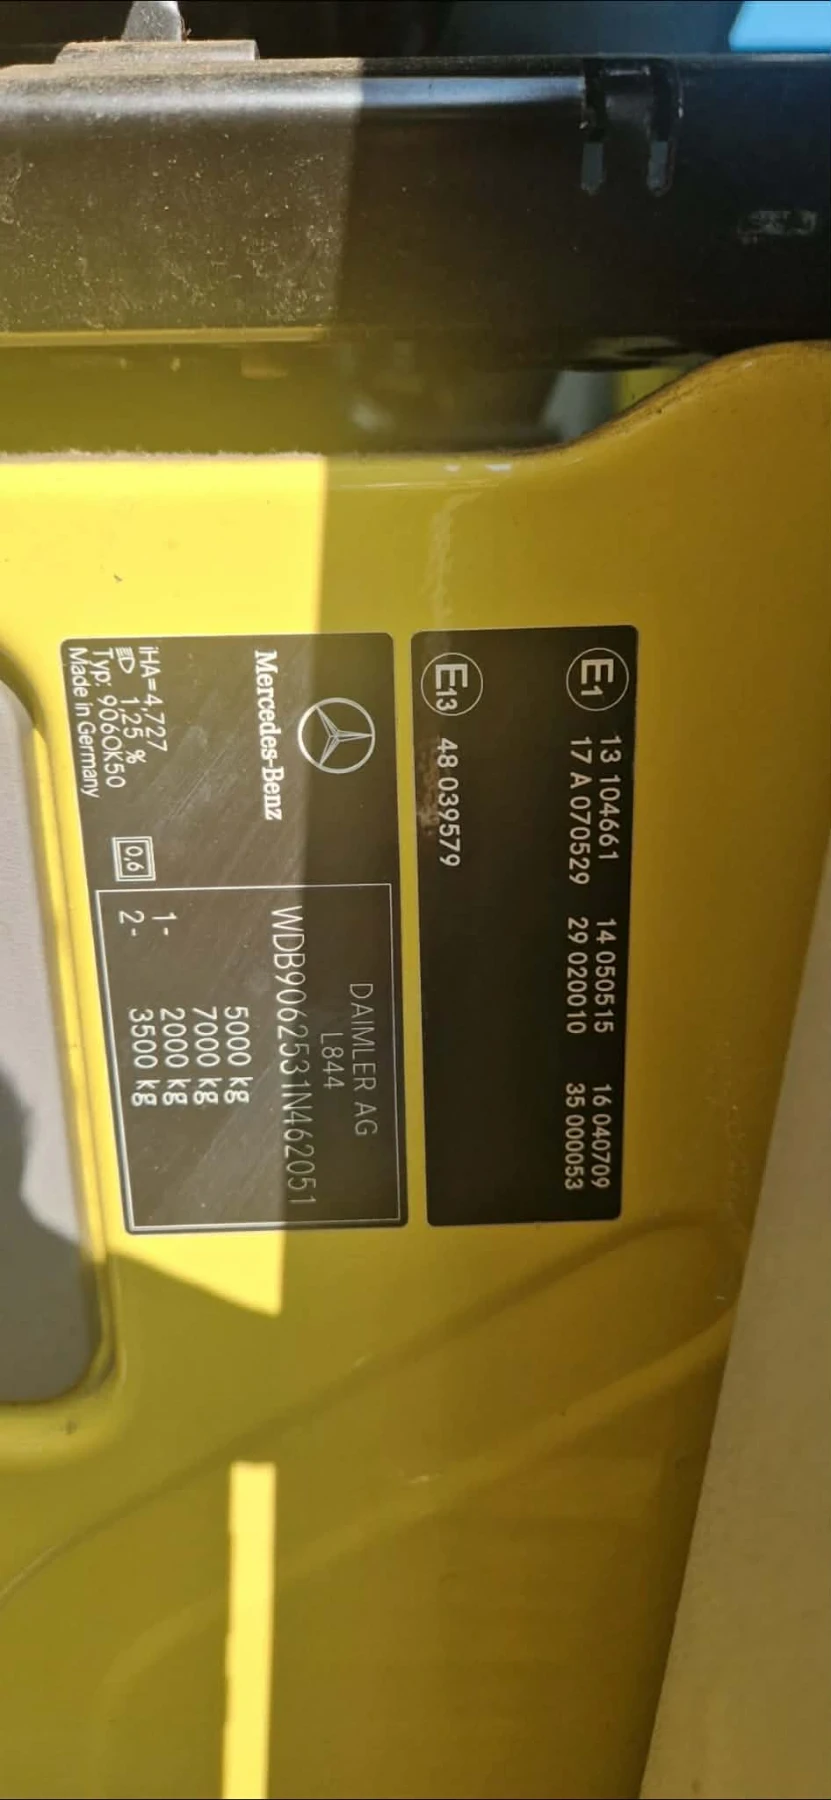 E1 13 104661 14 050515 16 040709
17 A 070529 29 020010 35 000053
E13 48 039579
Mercedes-Benz
DAIMLER AG
L844
WDB9062531N462051
5000 kg
7000 kg
1- 2000 kg
2- 3500 kg
iHA=4,727
1,25 %
Typ: 906OK50
Made in Germany
0,6